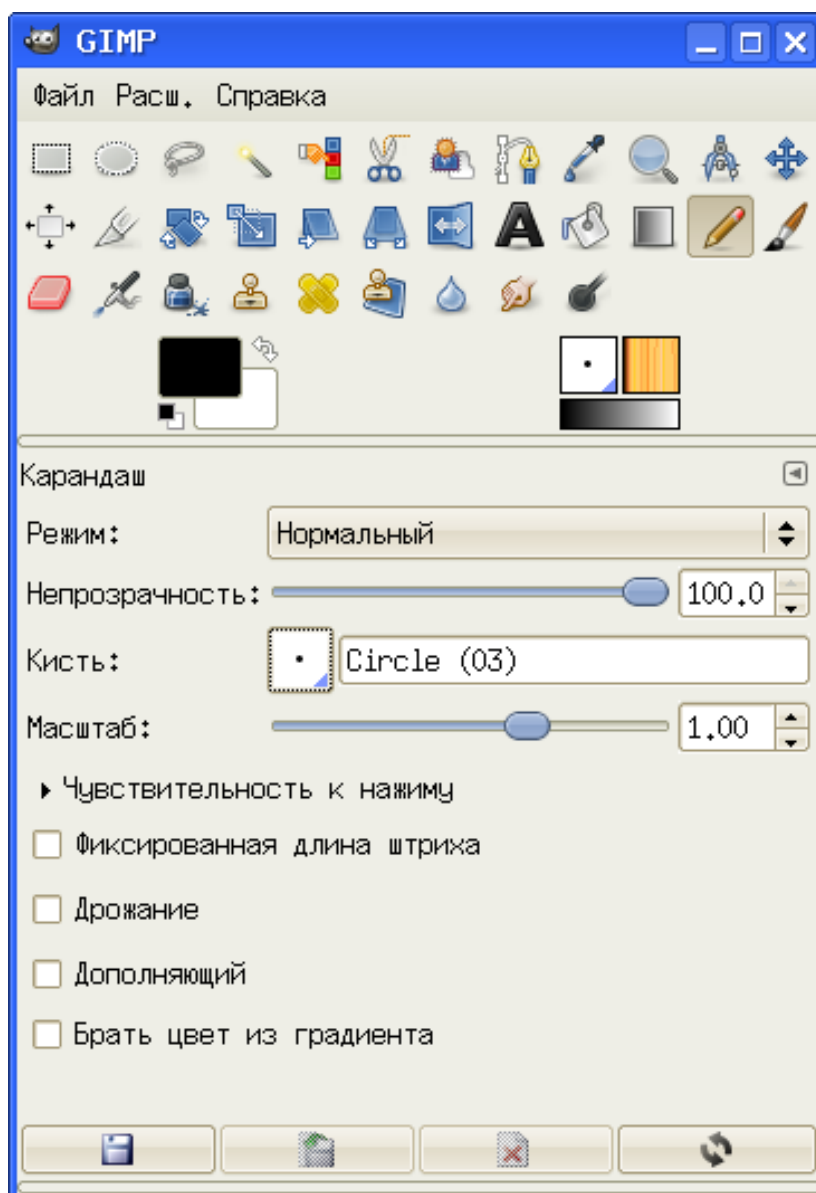 GIMP
Файл Расш. Справка
Карандаш
Режим: Нормальный
Непрозрачность: 100.0
Кисть: Circle (03)
Масштаб: 1.00
Чувствительность к нажиму
Фиксированная длина штриха
Дрожание
Дополняющий
Брать цвет из градиента